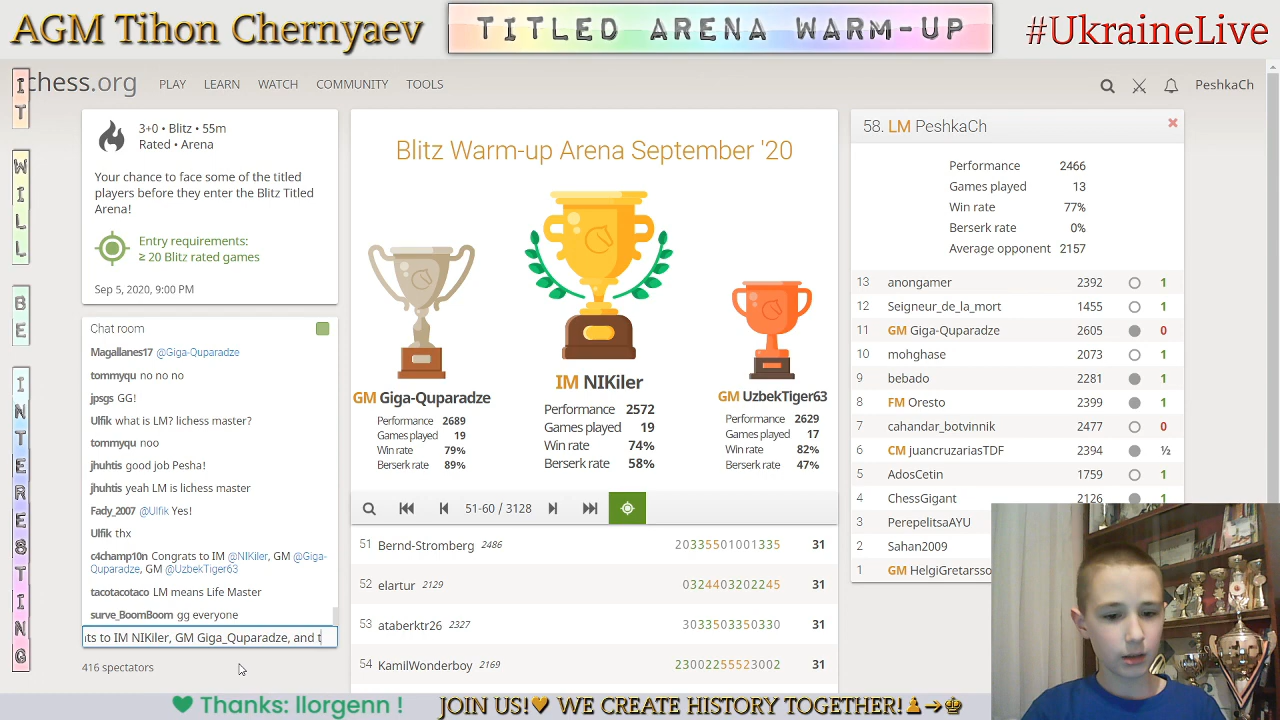 AGM Tihon Chernyaev
TITLED ARENA WARM-UP
#UkraineLive
IT WILL BE INTERESTING
chess.org
PLAY LEARN WATCH COMMUNITY TOOLS
PeshkaCh
3+0 • Blitz • 55m
Rated • Arena
Your chance to face some of the titled
players before they enter the Blitz Titled
Arena!
Entry requirements:
≥ 20 Blitz rated games
Sep 5, 2020, 9:00 PM
Chat room
Magallanes17 @Giga-Quparadze
tommyqu no no no
jpsgs GG!
Ulfik what is LM? lichess master?
tommyqu noo
jhuhtis good job Pesha!
jhuhtis yeah LM is lichess master
Fady_2007 @Ulfik Yes!
Ulfik thx
c4champ10n Congrats to IM @NIKiler, GM @Giga-
Quparadze, GM @UzbekTiger63
tacotacotaco LM means Life Master
surve_BoomBoom gg everyone
ts to IM NIKiler, GM Giga_Quparadze, and t
416 spectators
Blitz Warm-up Arena September '20
GM Giga-Quparadze
Performance 2689
Games played 19
Win rate 79%
Berserk rate 89%
IM NIKiler
Performance 2572
Games played 19
Win rate 74%
Berserk rate 58%
GM UzbekTiger63
Performance 2629
Games played 17
Win rate 82%
Berserk rate 47%
51-60 / 3128
51 Bernd-Stromberg 2486 2033550100133​5 31
52 elartur 2129 0324403202245 31
53 ataberktr26 2327 3033503350330 31
54 KamilWonderboy 2169 23002255523002 31
58. LM PeshkaCh
Performance 2466
Games played 13
Win rate 77%
Berserk rate 0%
Average opponent 2157
13 anongamer 2392 1
12 Seigneur_de_la_mort 1455 1
11 GM Giga-Quparadze 2605 0
10 mohghase 2073 1
9 bebado 2281 1
8 FM Oresto 2399 1
7 cahandar_botvinnik 2477 0
6 CM juancruzariasTDF 2394 ½
5 AdosCetin 1759 1
4 ChessGigant 2126 1
3 PerepelitsaAYU
2 Sahan2009
1 GM HelgiGretarsso
Thanks: llorgenn !
JOIN US! WE CREATE HISTORY TOGETHER!